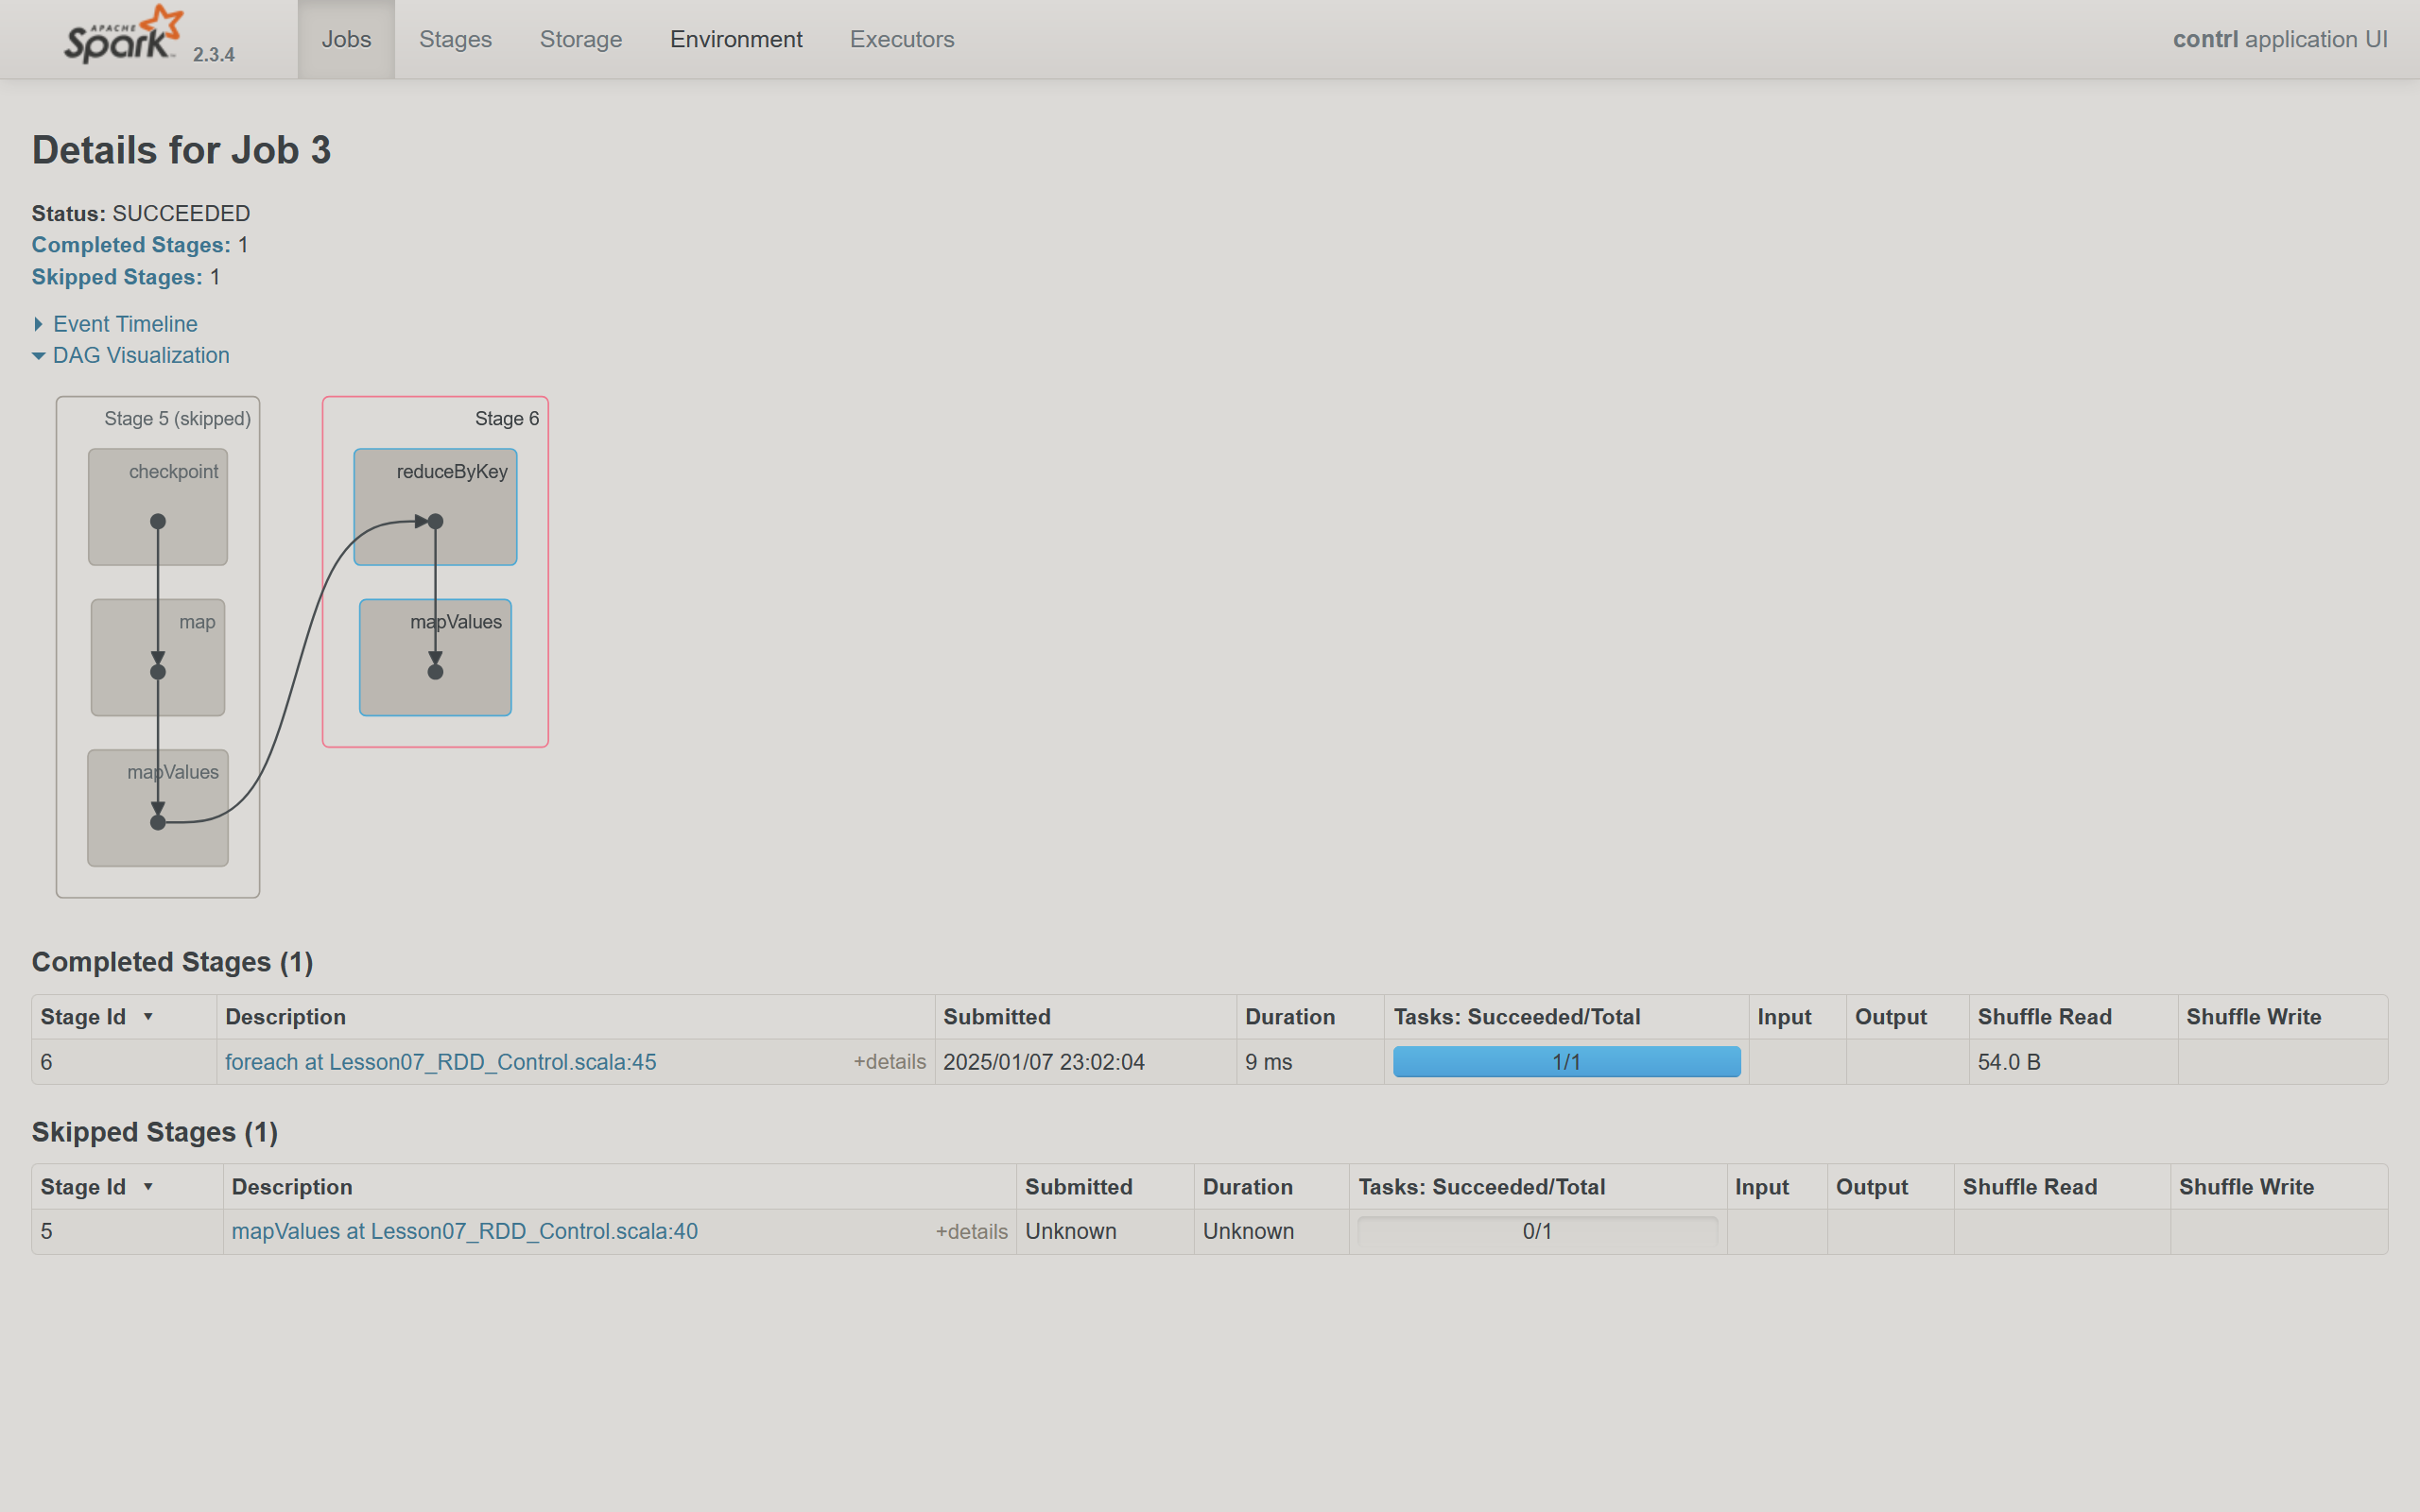 APACHE
Spark 2.3.4 Jobs Stages Storage Environment Executors contrl application UI
Details for Job 3
Status: SUCCEEDED
Completed Stages: 1
Skipped Stages: 1
Event Timeline
DAG Visualization
Stage 5 (skipped)
checkpoint
map
mapValues
Stage 6
reduceByKey
mapValues
Completed Stages (1)
Stage Id ▾ Description Submitted Duration Tasks: Succeeded/Total Input Output Shuffle Read Shuffle Write
6 foreach at Lesson07_RDD_Control.scala:45 +details 2025/01/07 23:02:04 9 ms 1/1 54.0 B
Skipped Stages (1)
Stage Id ▾ Description Submitted Duration Tasks: Succeeded/Total Input Output Shuffle Read Shuffle Write
5 mapValues at Lesson07_RDD_Control.scala:40 +details Unknown Unknown 0/1